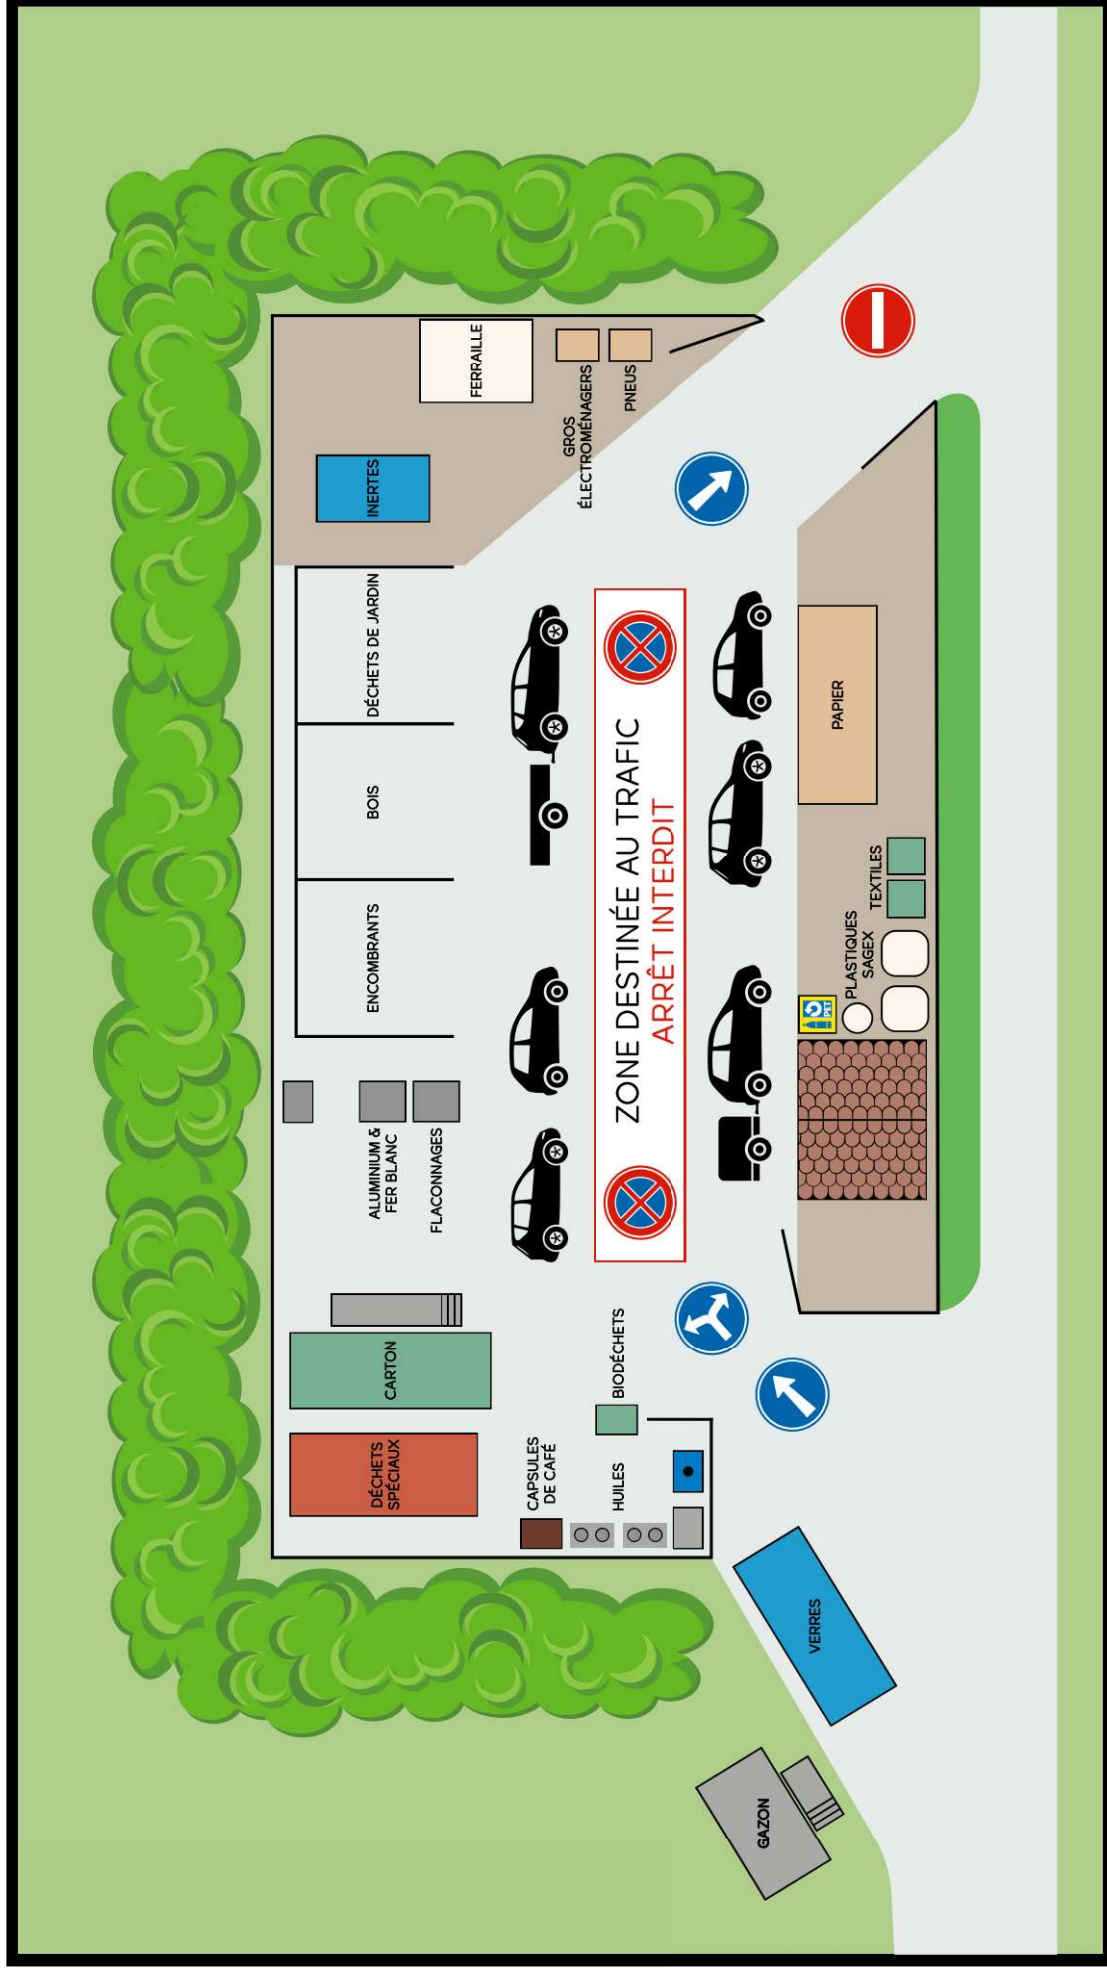 DÉCHETS
SPÉCIAUX
CARTON
ALUMINIUM &
FER BLANC
FLACONNAGES
ENCOMBRANTS
BOIS
DÉCHETS DE JARDIN
INERTES
FERRAILLE
GROS
ÉLECTROMÉNAGERS
PNEUS
CAPSULES
DE CAFÉ
HUILES
BIODÉCHETS
ZONE DESTINÉE AU TRAFIC
ARRÊT INTERDIT
GAZON
VERRES
PET
PLASTIQUES
SAGEX
TEXTILES
PAPIER